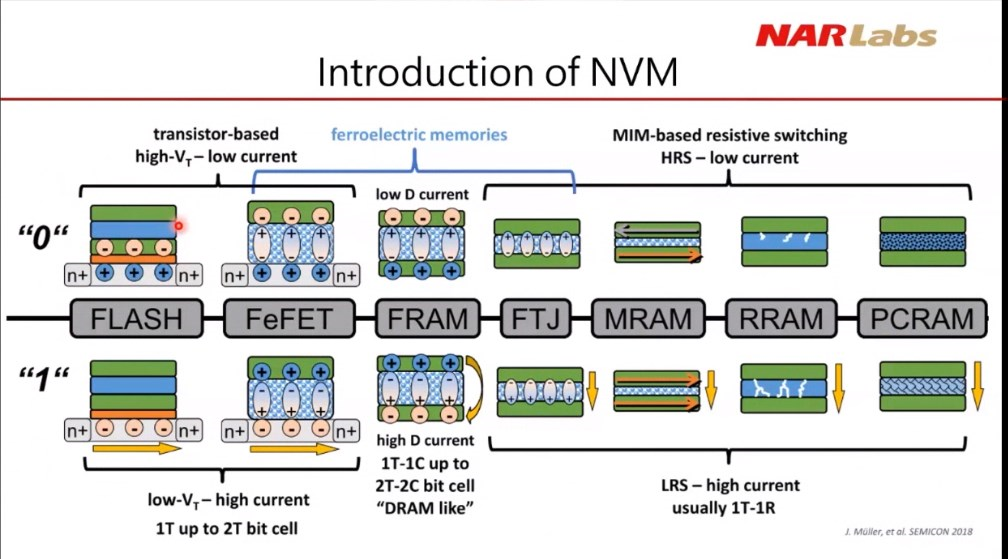 NARLabs
Introduction of NVM
transistor-based
high-VT – low current
ferroelectric memories
MIM-based resistive switching
HRS – low current
low D current
"0"
n+ n+ n+ n+
FLASH FeFET FRAM FTJ MRAM RRAM PCRAM
"1"
n+ n+ n+ n+
high D current
1T-1C up to
2T-2C bit cell
"DRAM like"
low-VT – high current
1T up to 2T bit cell
LRS – high current
usually 1T-1R
J. Müller, et al. SEMICON 2018